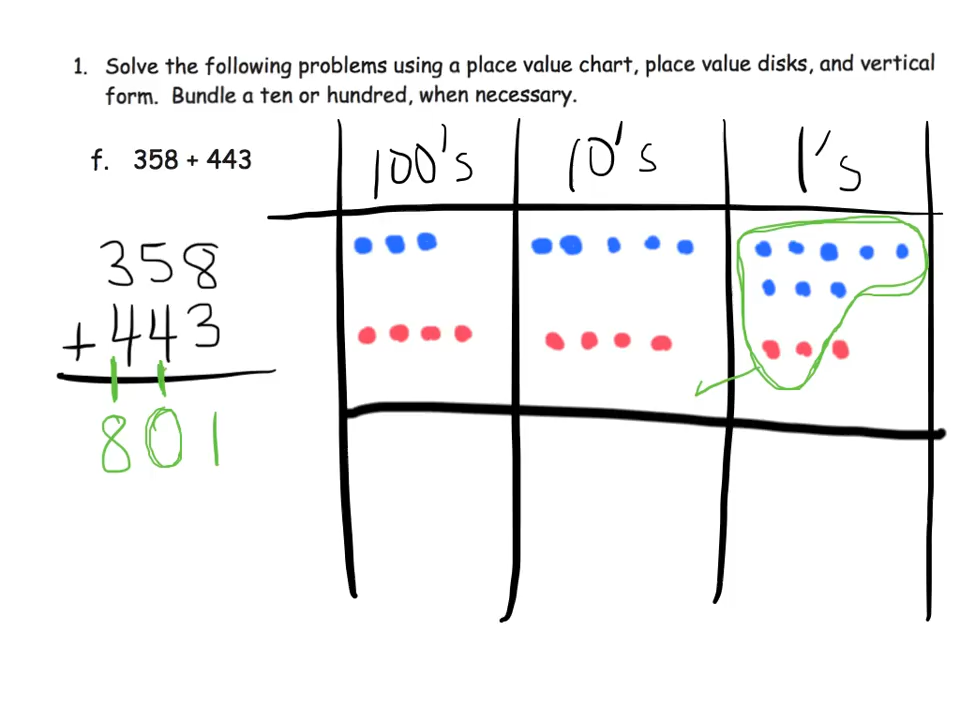 1. Solve the following problems using a place value chart, place value disks, and vertical
form. Bundle a ten or hundred, when necessary.
f. 358 + 443
100's 10's 1's
358
+ 443
801